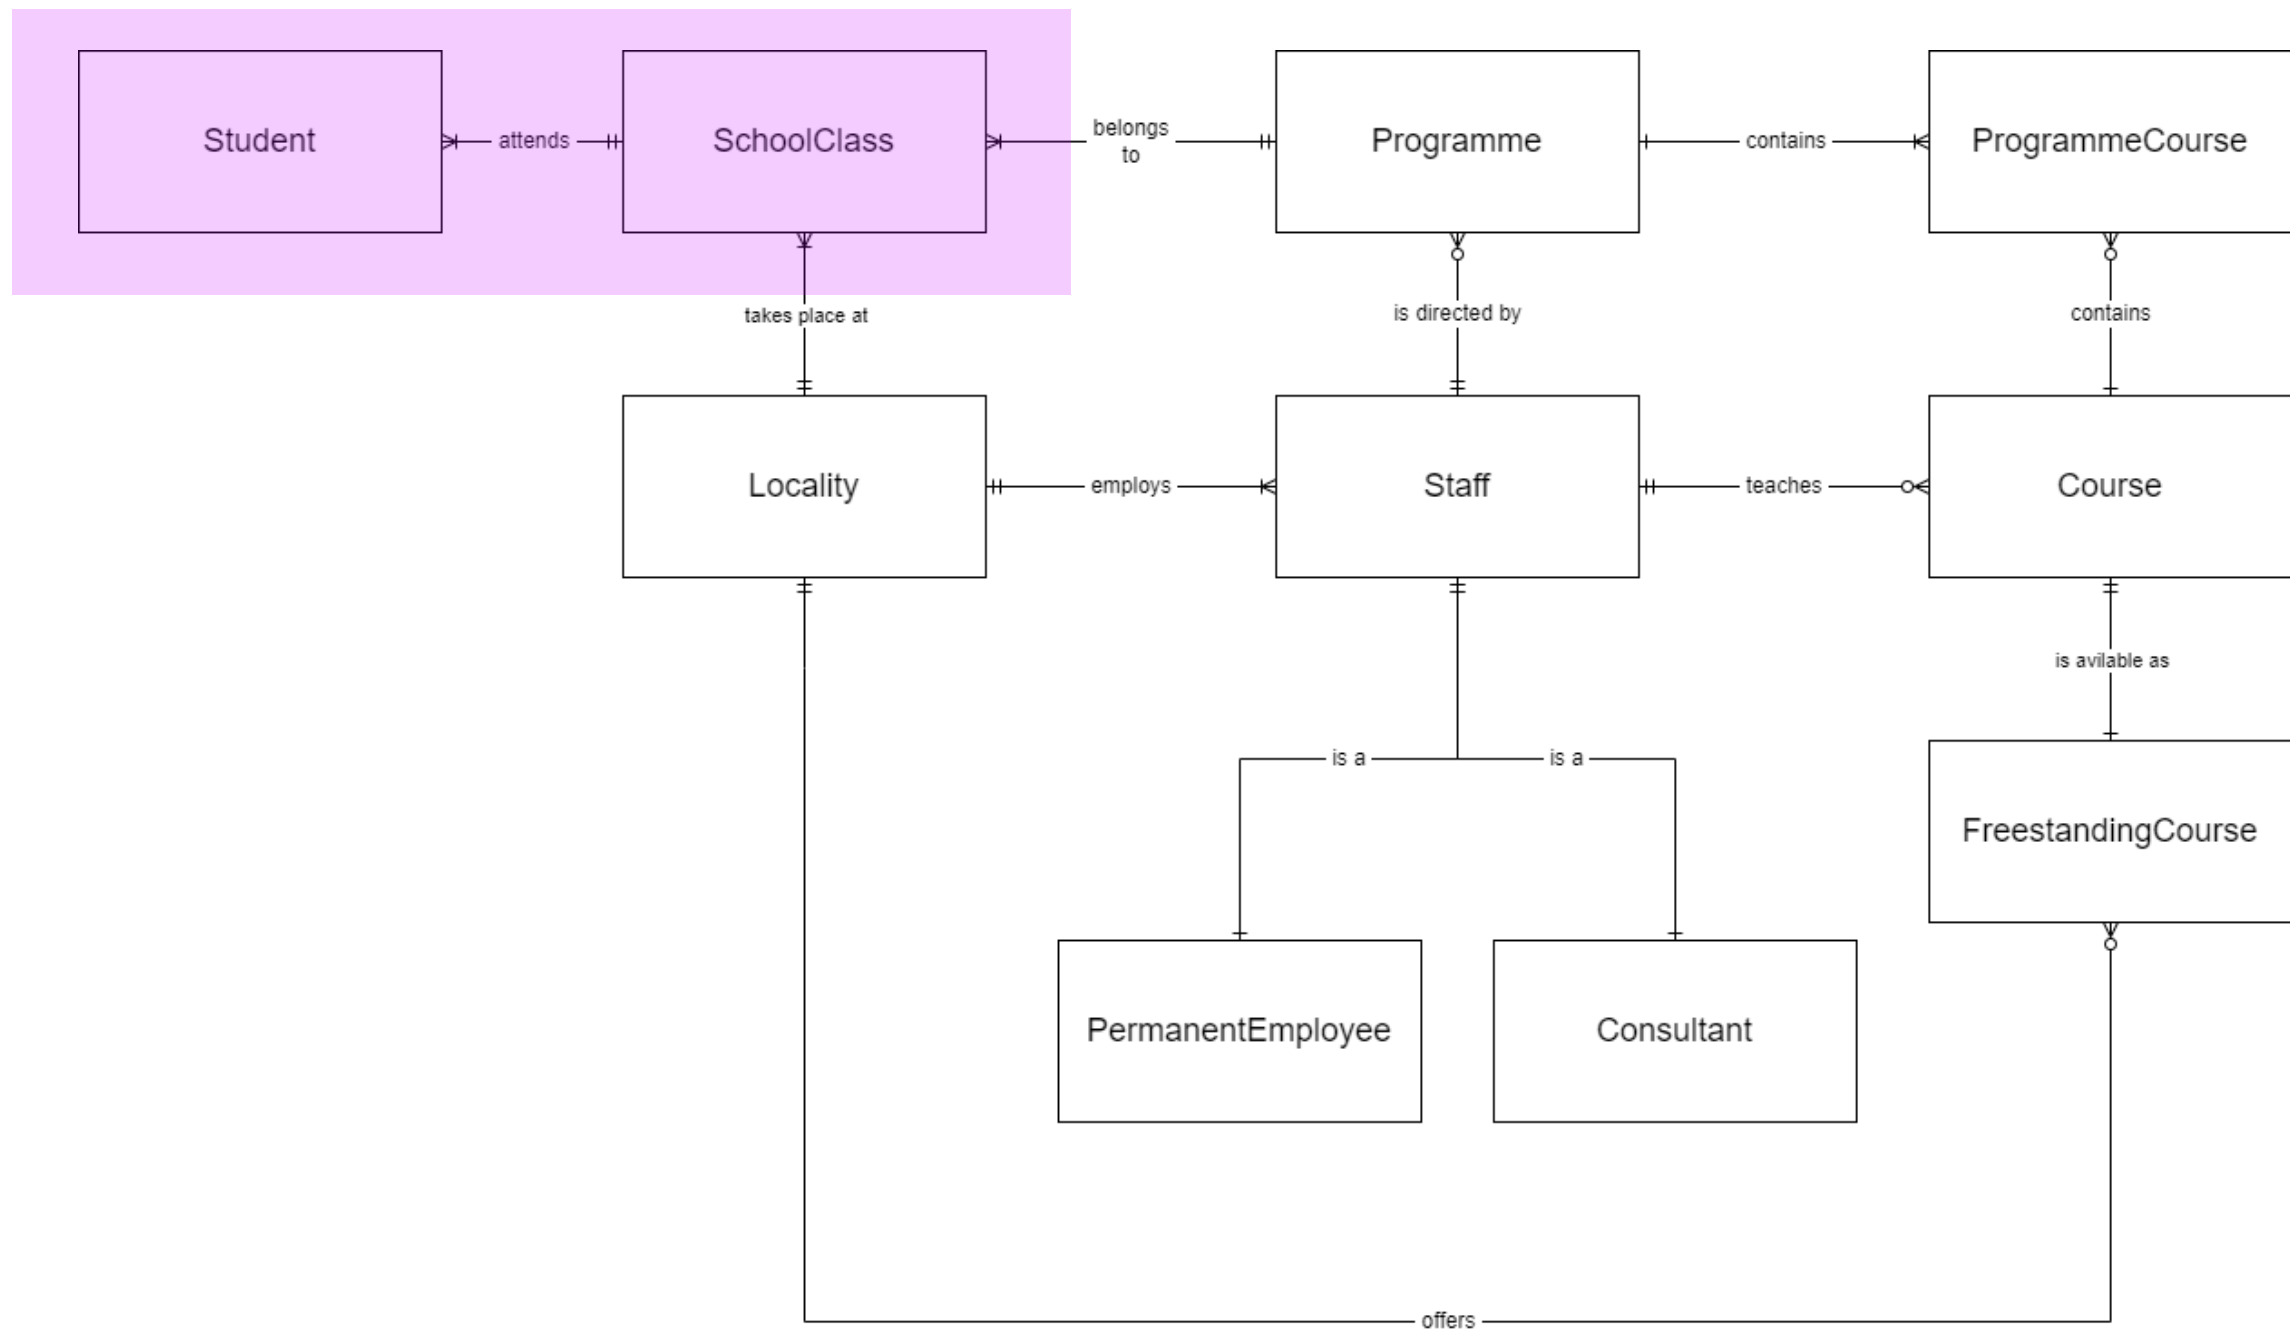 Student
attends
SchoolClass
belongs
to
Programme
contains
ProgrammeCourse
takes place at
is directed by
contains
Locality
employs
Staff
teaches
Course
is avilable as
is a
is a
FreestandingCourse
PermanentEmployee
Consultant
offers